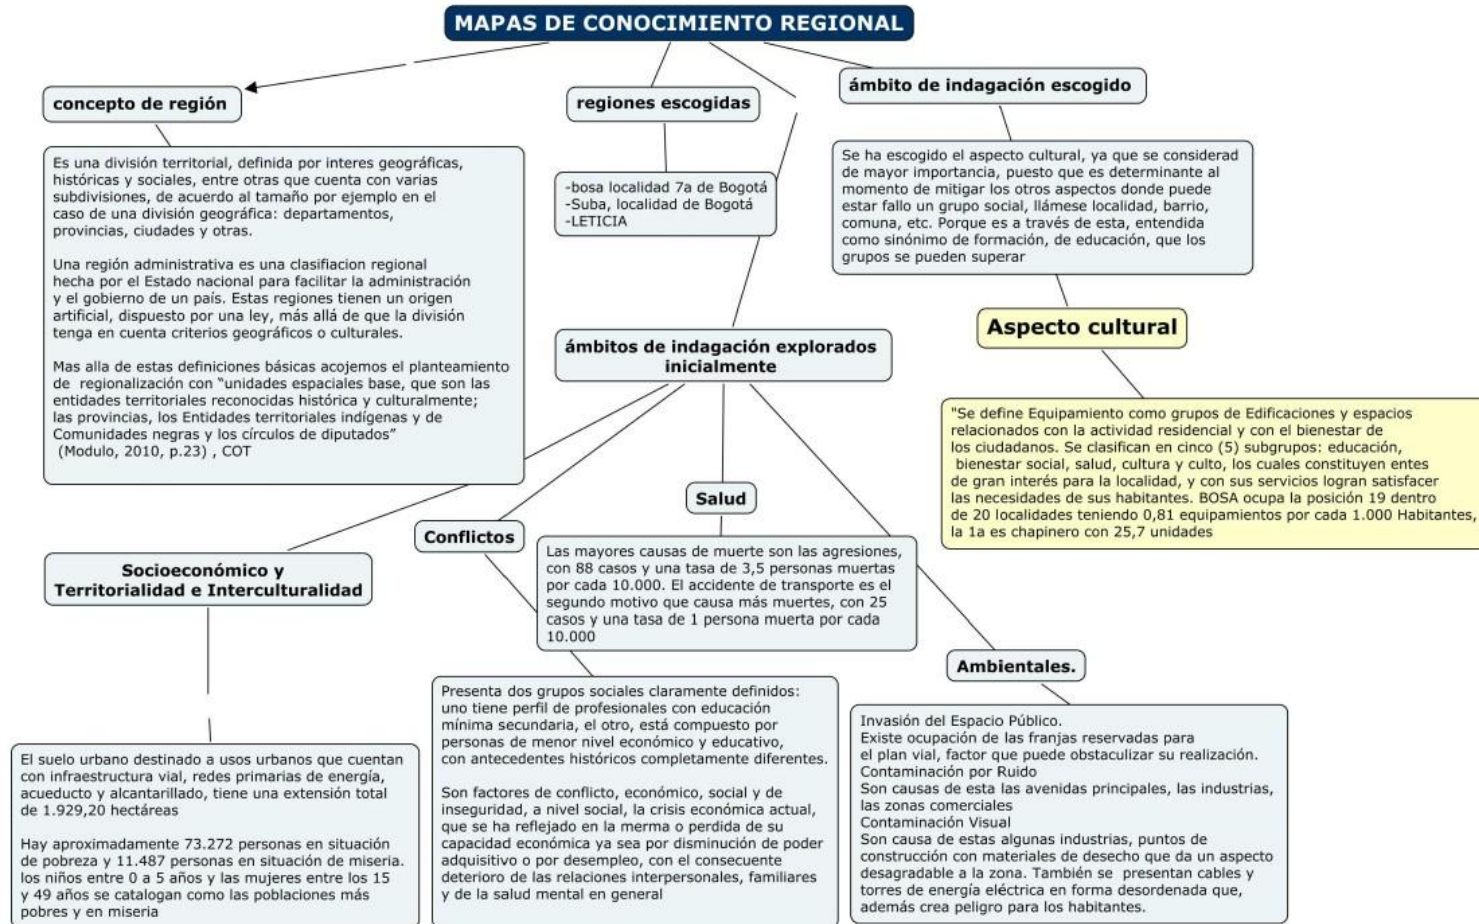 MAPAS DE CONOCIMIENTO REGIONAL
concepto de región
Es una división territorial, definida por interes geográficas,
históricas y sociales, entre otras que cuenta con varias
subdivisiones, de acuerdo al tamaño por ejemplo en el
caso de una división geográfica: departamentos,
provincias, ciudades y otras.
Una región administrativa es una clasifiacion regional
hecha por el Estado nacional para facilitar la administración
y el gobierno de un país. Estas regiones tienen un origen
artificial, dispuesto por una ley, más allá de que la división
tenga en cuenta criterios geográficos o culturales.
Mas alla de estas definiciones básicas acojemos el planteamiento
de regionalización con “unidades espaciales base, que son las
entidades territoriales reconocidas histórica y culturalmente;
las provincias, los Entidades territoriales indígenas y de
Comunidades negras y los círculos de diputados”
(Modulo, 2010, p.23) , COT
regiones escogidas
-bosa localidad 7a de Bogotá
-Suba, localidad de Bogotá
-LETICIA
ámbito de indagación escogido
Se ha escogido el aspecto cultural, ya que se considerad
de mayor importancia, puesto que es determinante al
momento de mitigar los otros aspectos donde puede
estar fallo un grupo social, llámese localidad, barrio,
comuna, etc. Porque es a través de esta, entendida
como sinónimo de formación, de educación, que los
grupos se pueden superar
Aspecto cultural
"Se define Equipamiento como grupos de Edificaciones y espacios
relacionados con la actividad residencial y con el bienestar de
los ciudadanos. Se clasifican en cinco (5) subgrupos: educación,
bienestar social, salud, cultura y culto, los cuales constituyen entes
de gran interés para la localidad, y con sus servicios logran satisfacer
las necesidades de sus habitantes. BOSA ocupa la posición 19 dentro
de 20 localidades teniendo 0,81 equipamientos por cada 1.000 Habitantes,
la 1a es chapinero con 25,7 unidades
ámbitos de indagación explorados
inicialmente
Socioeconómico y
Territorialidad e Interculturalidad
El suelo urbano destinado a usos urbanos que cuentan
con infraestructura vial, redes primarias de energía,
acueducto y alcantarillado, tiene una extensión total
de 1.929,20 hectáreas
Hay aproximadamente 73.272 personas en situación
de pobreza y 11.487 personas en situación de miseria.
los niños entre 0 a 5 años y las mujeres entre los 15
y 49 años se catalogan como las poblaciones más
pobres y en miseria
Conflictos
Presenta dos grupos sociales claramente definidos:
uno tiene perfil de profesionales con educación
mínima secundaria, el otro, está compuesto por
personas de menor nivel económico y educativo,
con antecedentes históricos completamente diferentes.
Son factores de conflicto, económico, social y de
inseguridad, a nivel social, la crisis económica actual,
que se ha reflejado en la merma o perdida de su
capacidad económica ya sea por disminución de poder
adquisitivo o por desempleo, con el consecuente
deterioro de las relaciones interpersonales, familiares
y de la salud mental en general
Salud
Las mayores causas de muerte son las agresiones,
con 88 casos y una tasa de 3,5 personas muertas
por cada 10.000. El accidente de transporte es el
segundo motivo que causa más muertes, con 25
casos y una tasa de 1 persona muerta por cada
10.000
Ambientales.
Invasión del Espacio Público.
Existe ocupación de las franjas reservadas para
el plan vial, factor que puede obstaculizar su realización.
Contaminación por Ruido
Son causas de esta las avenidas principales, las industrias,
las zonas comerciales
Contaminación Visual
Son causa de estas algunas industrias, puntos de
construcción con materiales de desecho que da un aspecto
desagradable a la zona. También se presentan cables y
torres de energía eléctrica en forma desordenada que,
además crea peligro para los habitantes.